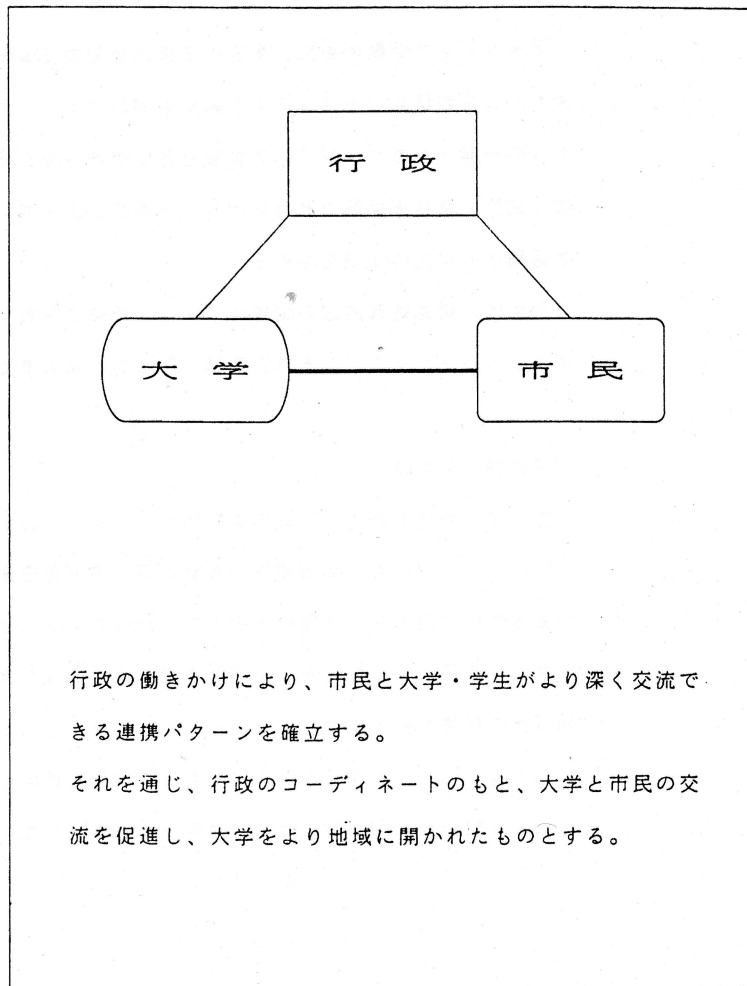 行 政
大 学
市 民
行政の働きかけにより、市民と大学・学生がより深く交流で
きる連携パターンを確立する。
それを通じ、行政のコーディネートのもと、大学と市民の交
流を促進し、大学をより地域に開かれたものとする。